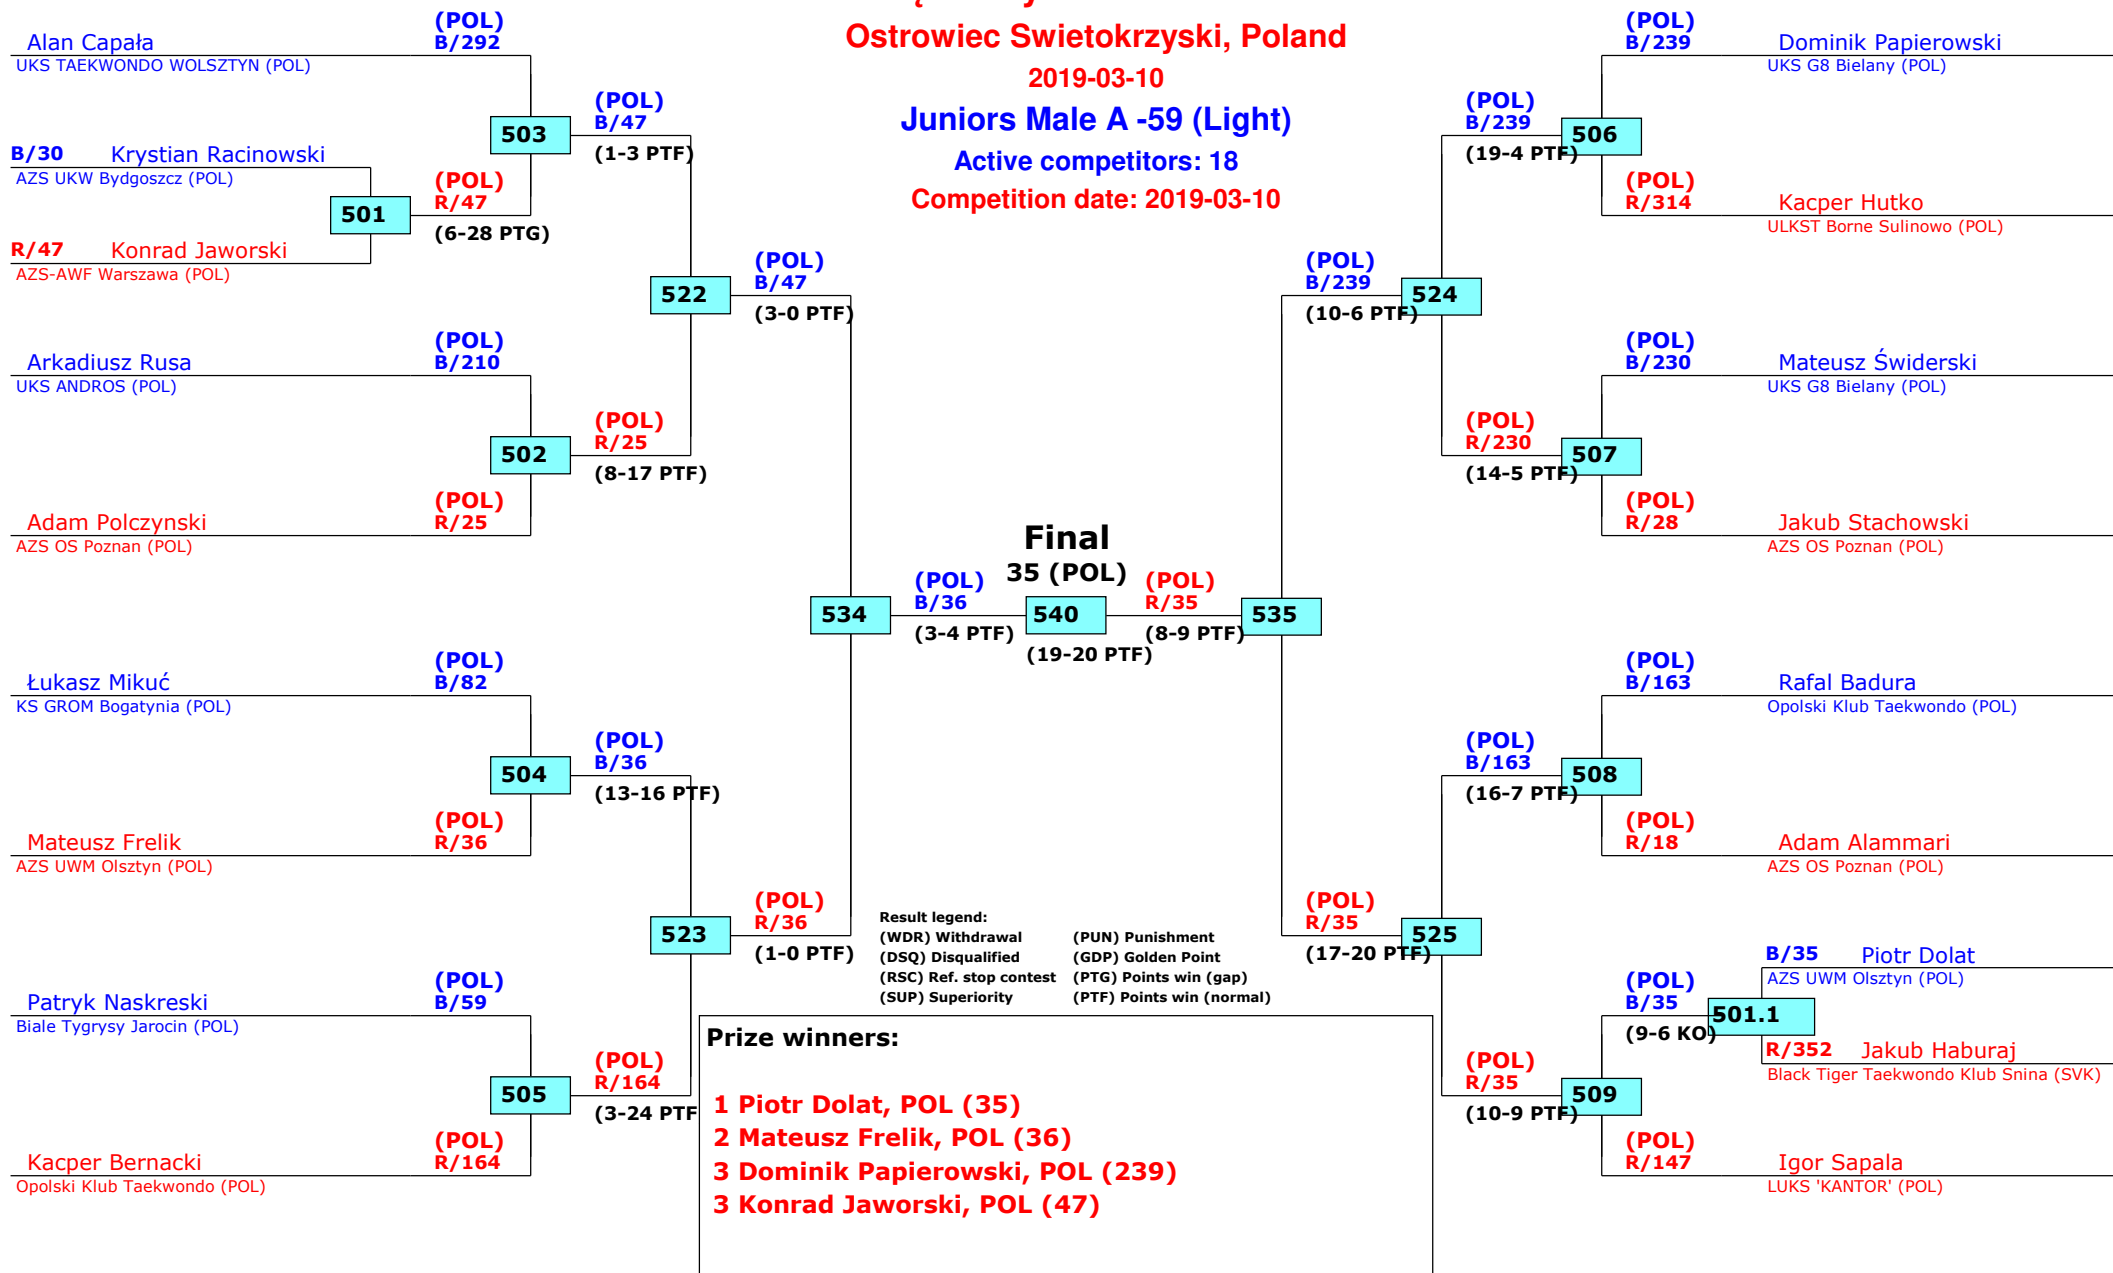 Ostrowiec Swietokrzyski, Poland
2019-03-10
Juniors Male A -59 (Light)
Active competitors: 18
Competition date: 2019-03-10
Alan Capała
UKS TAEKWONDO WOLSZTYN (POL)
(POL)
B/292
B/30 Krystian Racinowski
AZS UKW Bydgoszcz (POL)
R/47 Konrad Jaworski
AZS-AWF Warszawa (POL)
501
(POL)
R/47
(6-28 PTG)
503
(POL)
B/47
(1-3 PTF)
Arkadiusz Rusa
UKS ANDROS (POL)
(POL)
B/210
Adam Polczynski
AZS OS Poznan (POL)
(POL)
R/25
502
(POL)
R/25
(8-17 PTF)
522
(POL)
B/47
(3-0 PTF)
Łukasz Mikuć
KS GROM Bogatynia (POL)
(POL)
B/82
Mateusz Frelik
AZS UWM Olsztyn (POL)
(POL)
R/36
504
(POL)
B/36
(13-16 PTF)
Patryk Naskreski
Biale Tygrysy Jarocin (POL)
(POL)
B/59
Kacper Bernacki
Opolski Klub Taekwondo (POL)
(POL)
R/164
505
(POL)
R/164
(3-24 PTF
523
(POL)
R/36
(1-0 PTF)
534
(POL)
B/36
(3-4 PTF)
Final
35 (POL)
540
(19-20 PTF)
(POL)
R/35
(8-9 PTF)
535
(POL)
B/239
(10-6 PTF)
524
(POL)
B/239
(19-4 PTF)
506
(POL)
B/239
Dominik Papierowski
UKS G8 Bielany (POL)
(POL)
R/314
Kacper Hutko
ULKST Borne Sulinowo (POL)
(POL)
R/230
(14-5 PTF)
507
(POL)
B/230
Mateusz Świderski
UKS G8 Bielany (POL)
(POL)
R/28
Jakub Stachowski
AZS OS Poznan (POL)
(POL)
R/35
(17-20 PTF)
525
(POL)
B/163
(16-7 PTF)
508
(POL)
B/163
Rafal Badura
Opolski Klub Taekwondo (POL)
(POL)
R/18
Adam Alammari
AZS OS Poznan (POL)
(POL)
R/35
(10-9 PTF)
509
(POL)
B/35
(9-6 KO)
501.1
B/35 Piotr Dolat
AZS UWM Olsztyn (POL)
R/352 Jakub Haburaj
Black Tiger Taekwondo Klub Snina (SVK)
(POL)
R/147
Igor Sapala
LUKS 'KANTOR' (POL)
Result legend:
(WDR) Withdrawal (PUN) Punishment
(DSQ) Disqualified (GDP) Golden Point
(RSC) Ref. stop contest (PTG) Points win (gap)
(SUP) Superiority (PTF) Points win (normal)
Prize winners:
1 Piotr Dolat, POL (35)
2 Mateusz Frelik, POL (36)
3 Dominik Papierowski, POL (239)
3 Konrad Jaworski, POL (47)